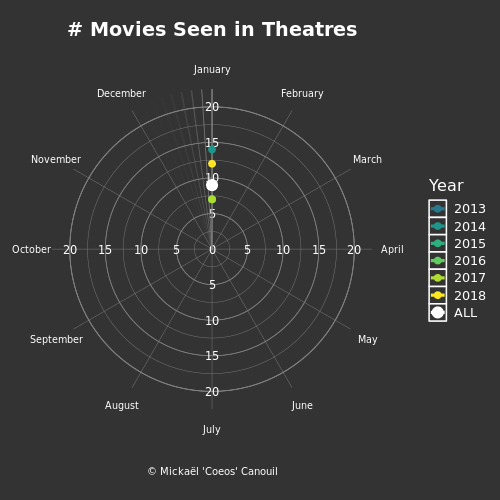 # Movies Seen in Theatres
January
December
February
20
15
November
March
10
Year
5
2013
2014
October
20
15
10
5
0
5
10
15
20
April
2015
2016
5
2017
2018
10
ALL
September
May
15
20
August
June
July
© Mickaël 'Coeos' Canouil